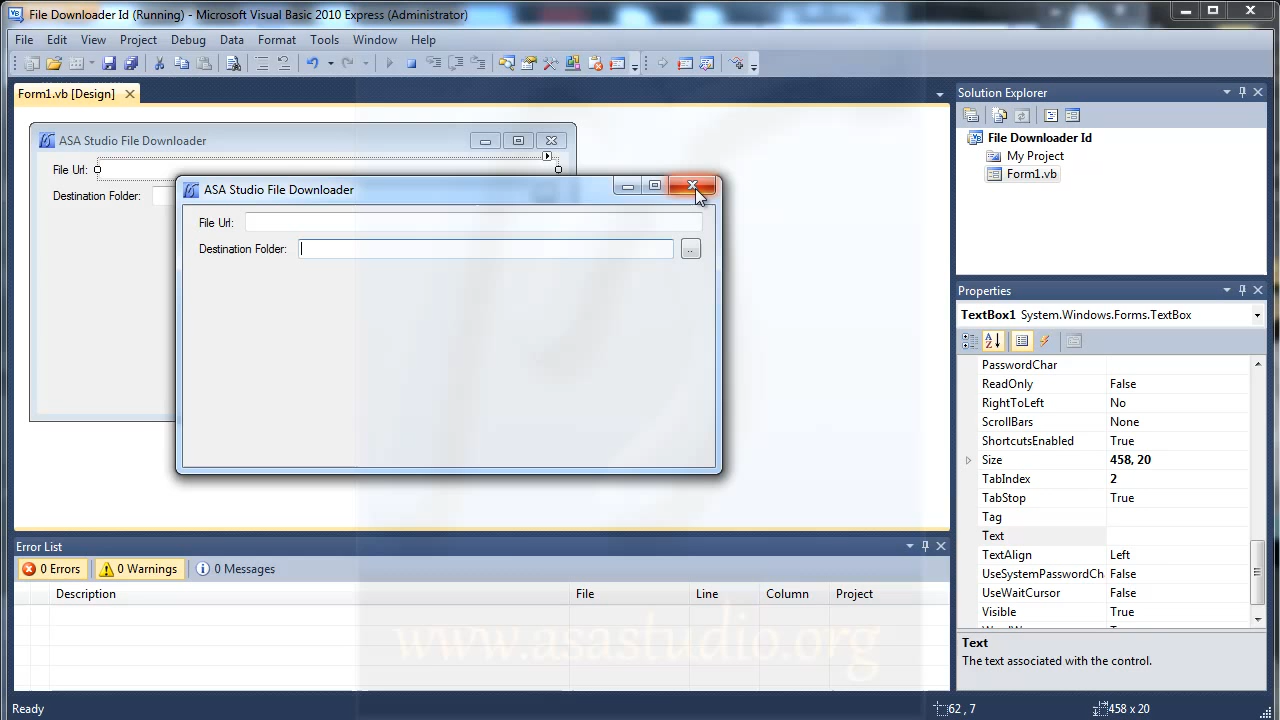 File Downloader Id (Running) - Microsoft Visual Basic 2010 Express (Administrator)
File Edit View Project Debug Data Format Tools Window Help
Form1.vb [Design]
ASA Studio File Downloader
File Url:
Destination Folder:
ASA Studio File Downloader
File Url:
Destination Folder:
..
Solution Explorer
File Downloader Id
My Project
Form1.vb
Properties
TextBox1 System.Windows.Forms.TextBox
PasswordChar
ReadOnly False
RightToLeft No
ScrollBars None
ShortcutsEnabled True
Size 458, 20
TabIndex 2
TabStop True
Tag
Text
TextAlign Left
UseSystemPasswordCh False
UseWaitCursor False
Visible True
Text
The text associated with the control.
Error List
0 Errors 0 Warnings 0 Messages
Description File Line Column Project
www.asastudio.org
Ready 62 , 7 458 x 20